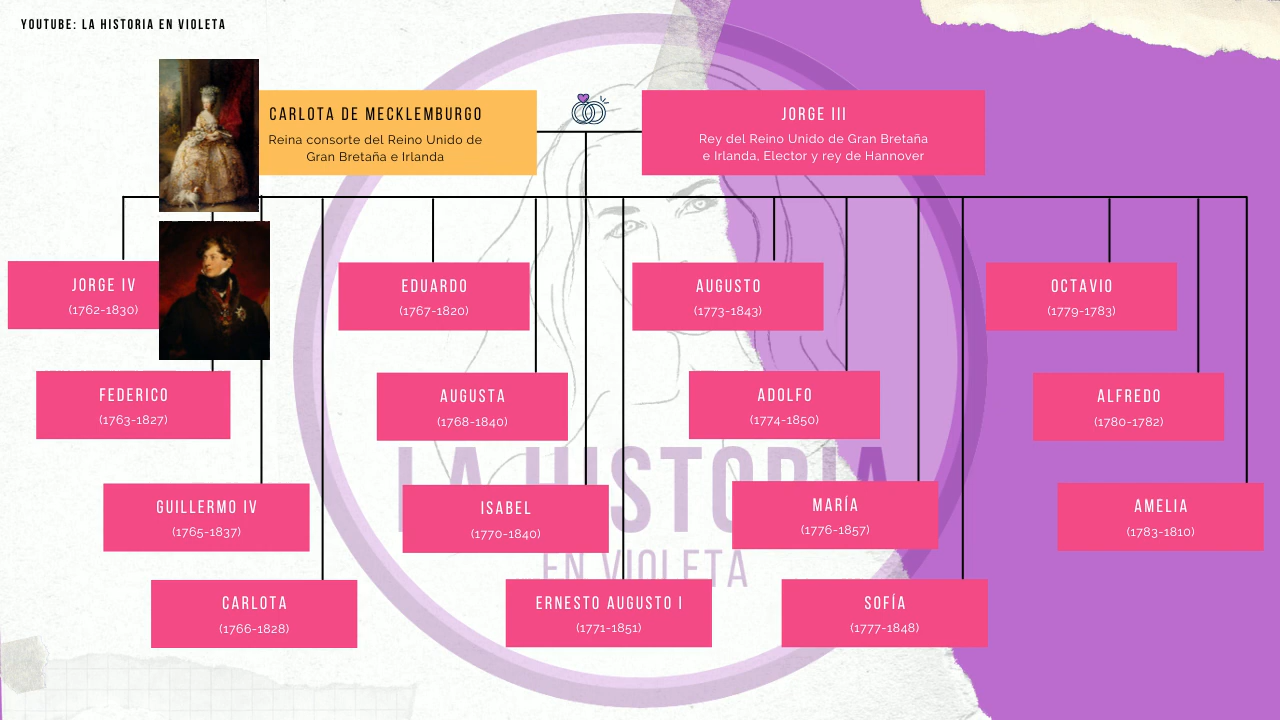 YOUTUBE: LA HISTORIA EN VIOLETA
CARLOTA DE MECKLEMBURGO
Reina consorte del Reino Unido de
Gran Bretaña e Irlanda
JORGE III
Rey del Reino Unido de Gran Bretaña
e Irlanda, Elector y rey de Hannover
JORGE IV
(1762-1830)
EDUARDO
(1767-1820)
AUGUSTO
(1773-1843)
OCTAVIO
(1779-1783)
FEDERICO
(1763-1827)
AUGUSTA
(1768-1840)
ADOLFO
(1774-1850)
ALFREDO
(1780-1782)
GUILLERMO IV
(1765-1837)
ISABEL
(1770-1840)
MARÍA
(1776-1857)
AMELIA
(1783-1810)
CARLOTA
(1766-1828)
ERNESTO AUGUSTO I
(1771-1851)
SOFÍA
(1777-1848)
LA HISTORIA
EN VIOLETA